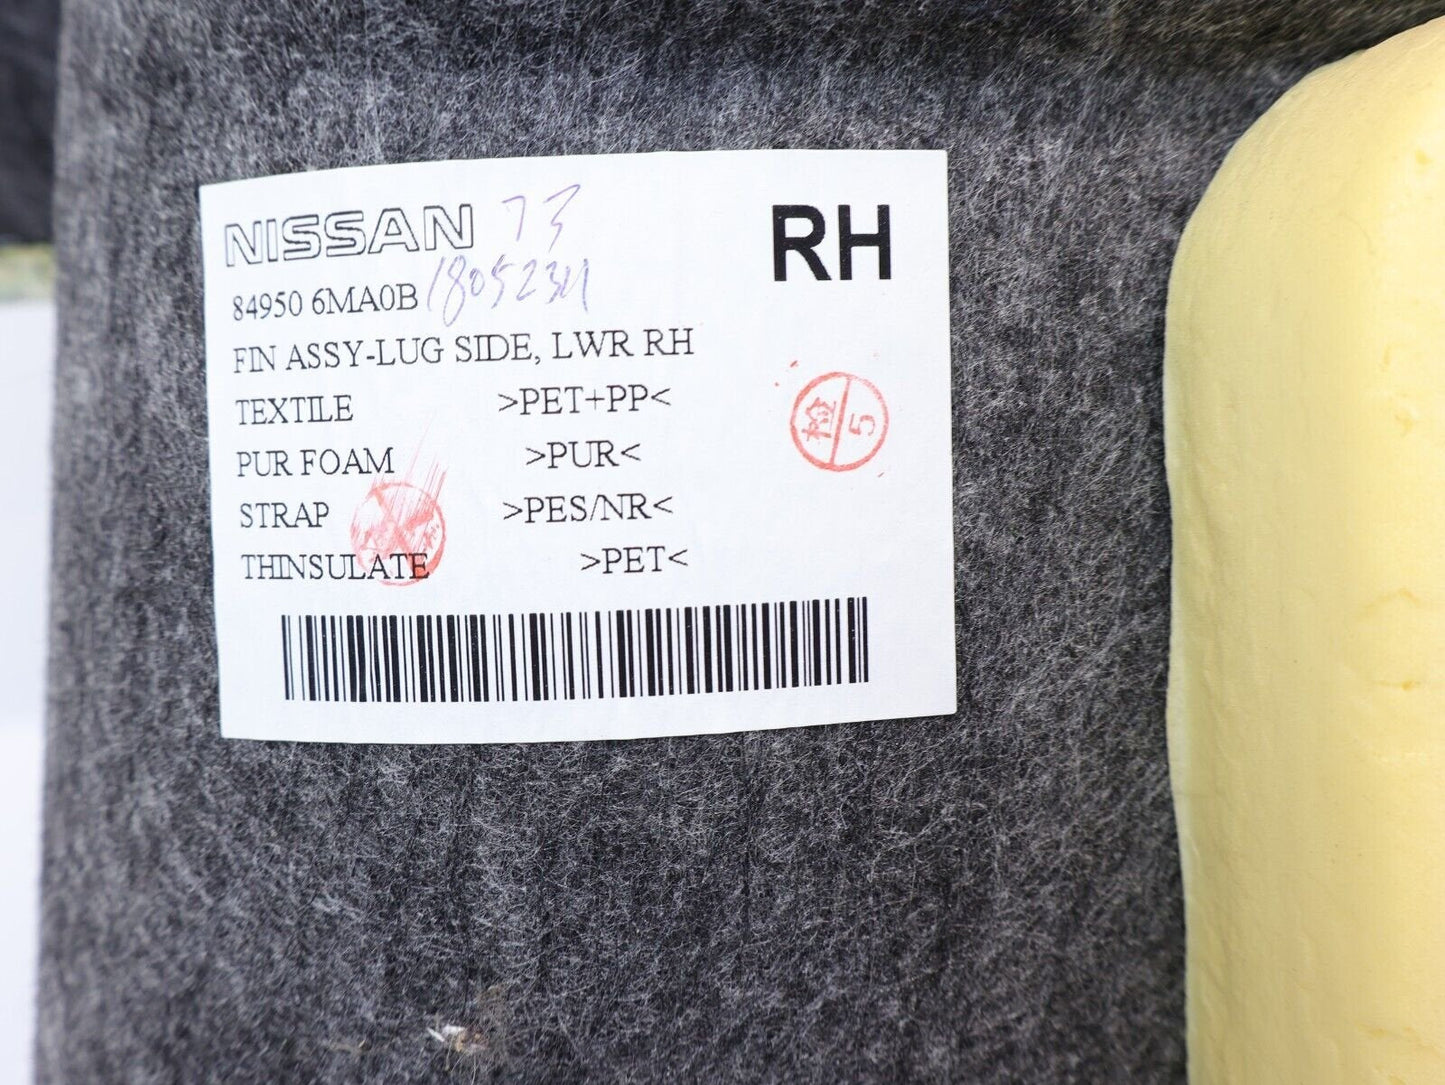 NISSAN 73 RH
84950 6MA0B 180523H
FIN ASSY-LUG SIDE, LWR RH
TEXTILE >PET+PP<
PUR FOAM >PUR<
STRAP >PES/NR<
THINSULATE >PET<
检 5